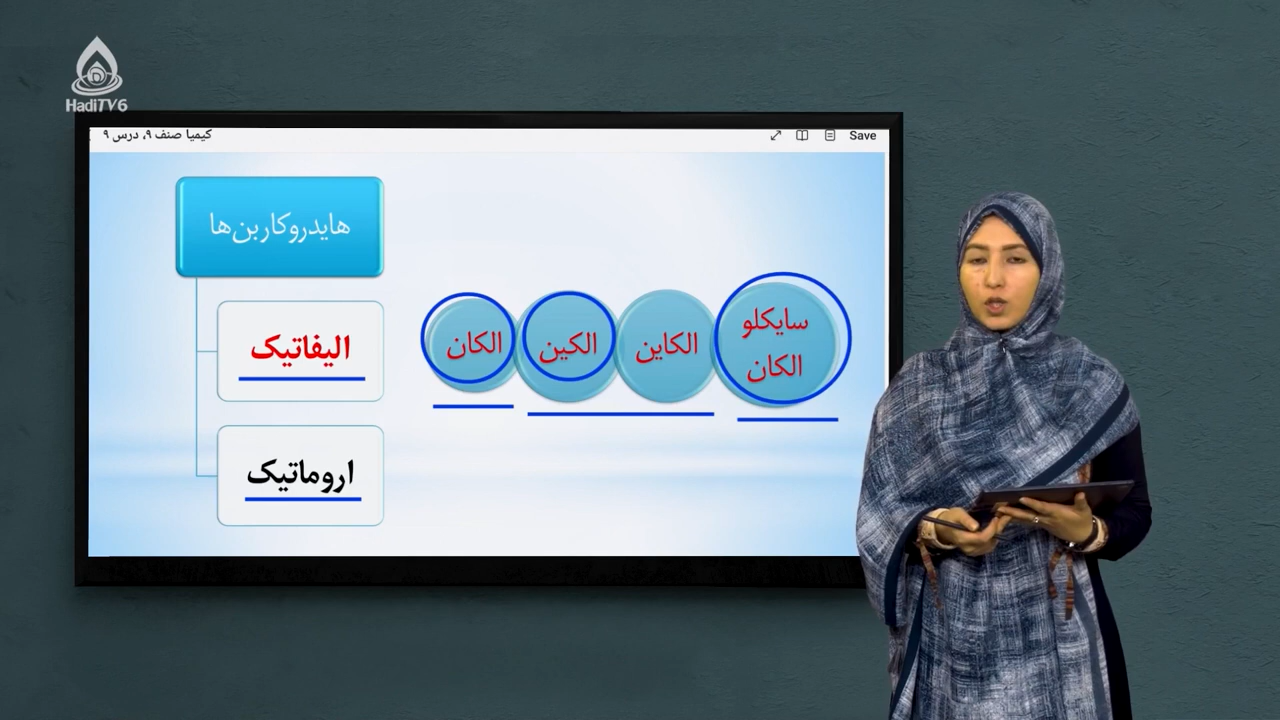 HadiTV6
کیمیا صنف ۹، درس ۹
Save
هایدروکاربن‌ها
الیفاتیک
اروماتیک
الکان
الکین
الکاین
سایکلو
الکان